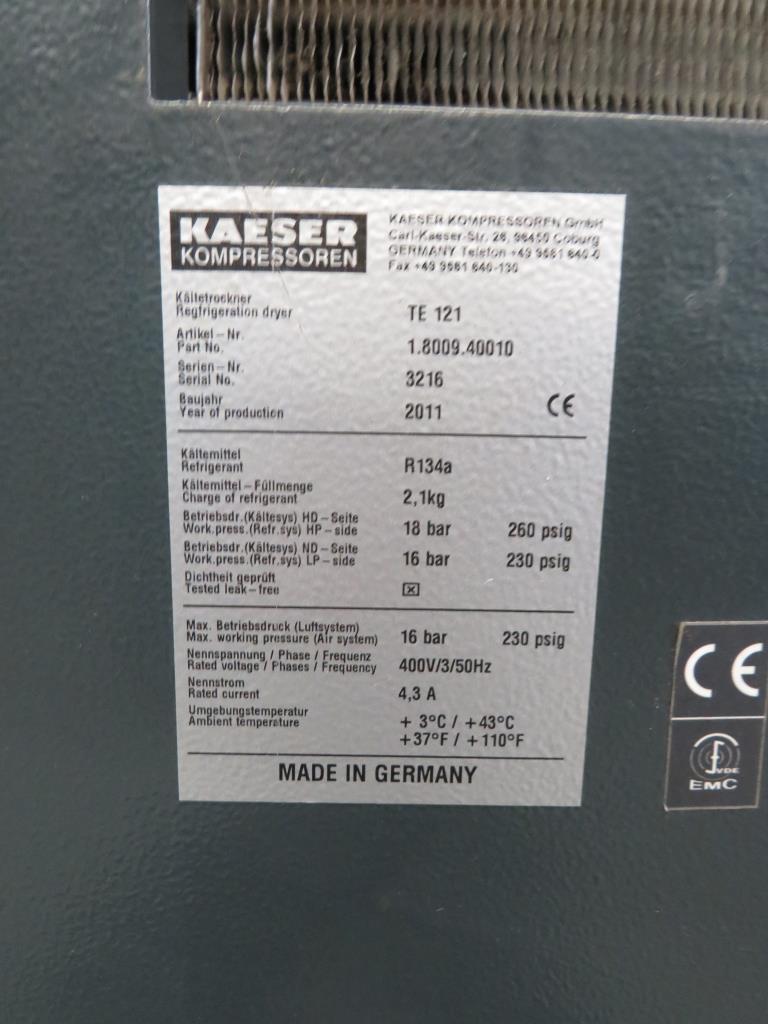 KAESER
KOMPRESSOREN
KAESER KOMPRESSOREN GmbH
Carl-Kaeser-Str. 26, 96450 Coburg
GERMANY Telefon +49 9561 640-0
Fax +49 9561 640-130
Kältetrockner
Regfrigeration dryer
TE 121
Artikel–Nr.
Part No.
1.8009.40010
Serien–Nr.
Serial No.
3216
Baujahr
Year of production
2011
CE
Kältemittel
Refrigerant
R134a
Kältemittel–Füllmenge
Charge of refrigerant
2,1kg
Betriebsdr.(Kältesys) HD–Seite
Work.press.(Refr.sys) HP–side
18 bar 260 psig
Betriebsdr.(Kältesys) ND–Seite
Work.press.(Refr.sys) LP–side
16 bar 230 psig
Dichtheit geprüft
Tested leak–free
☒
Max. Betriebsdruck (Luftsystem)
Max. working pressure (Air system)
16 bar 230 psig
Nennspannung / Phase / Frequenz
Rated voltage / Phases / Frequency
400V/3/50Hz
Nennstrom
Rated current
4,3 A
Umgebungstemperatur
Ambient temperature
+ 3°C / +43°C
+37°F / +110°F
MADE IN GERMANY
CE
VDE
EMC